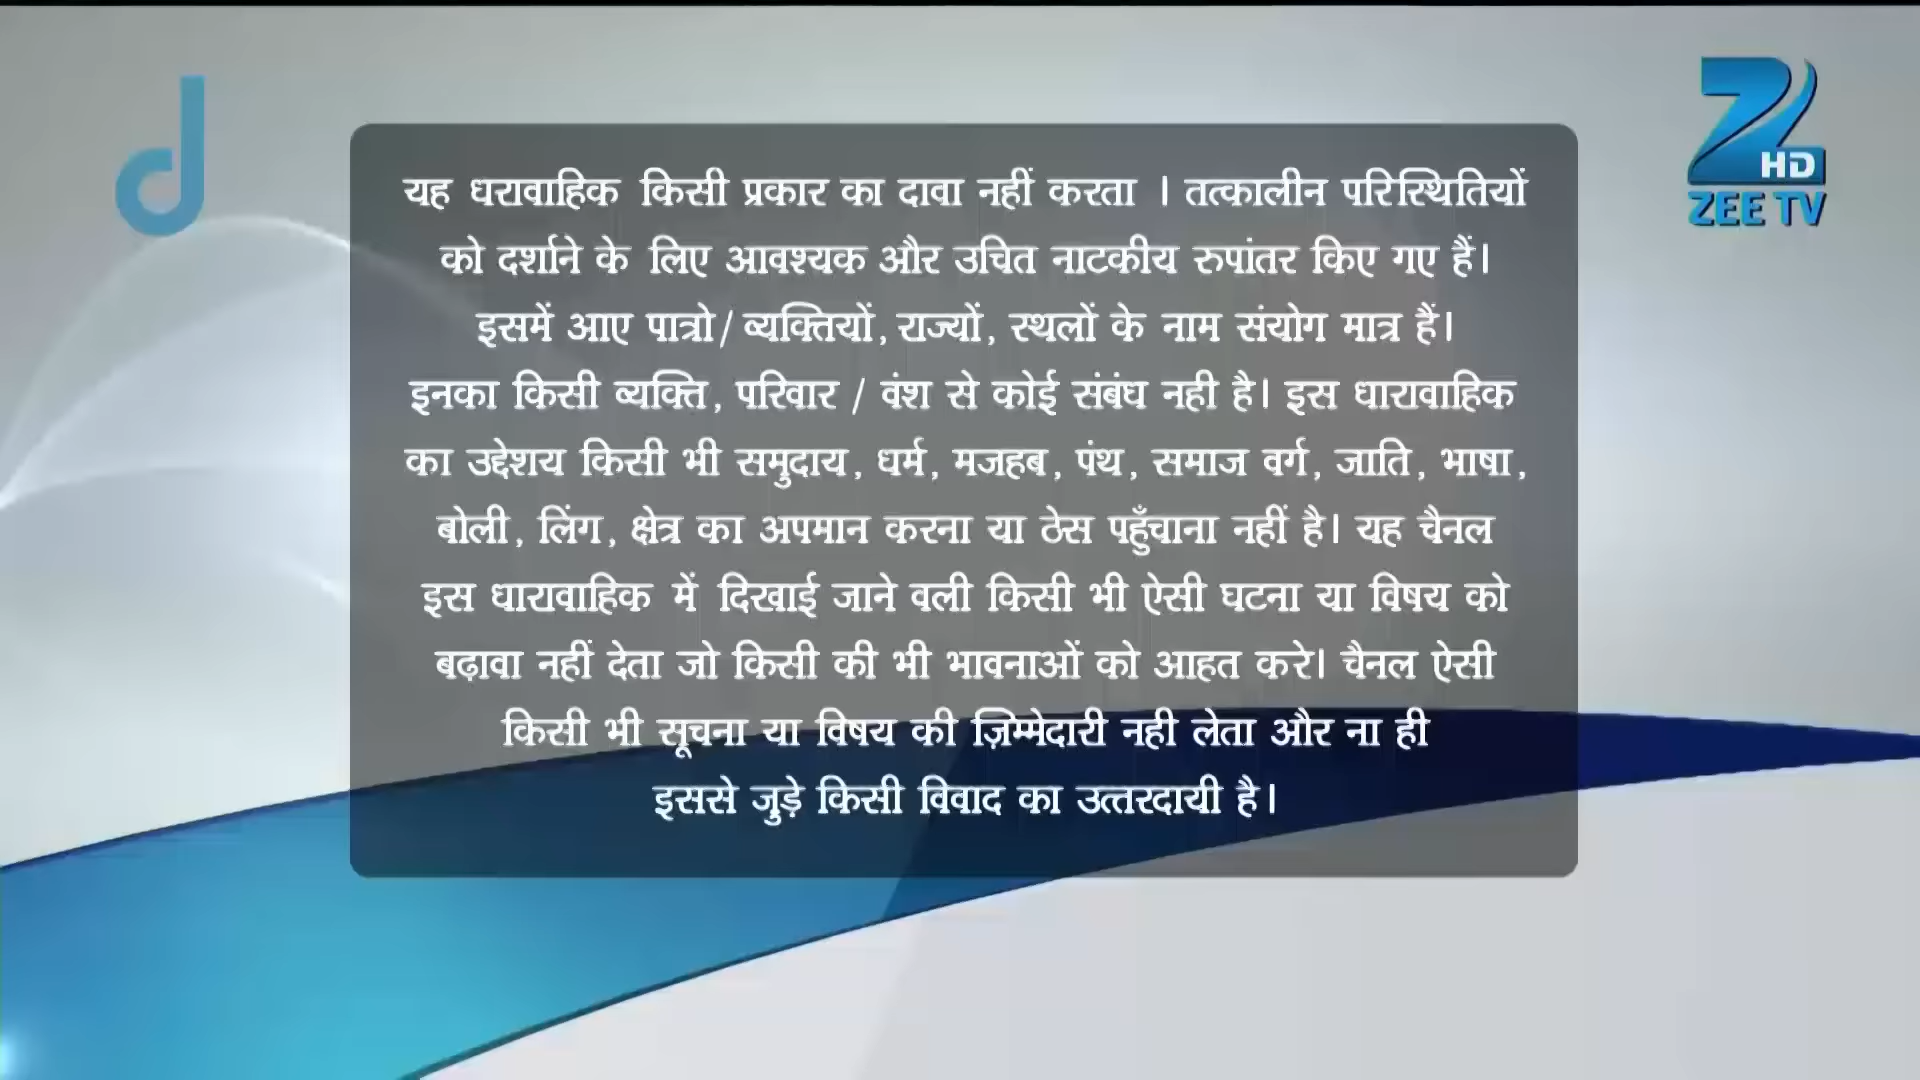 यह धरावाहिक किसी प्रकार का दावा नहीं करता । तत्कालीन परिस्थितियों
को दर्शाने के लिए आवश्यक और उचित नाटकीय रुपांतर किए गए हैं।
इसमें आए पात्रो/ व्यक्तियों, राज्यों, स्थलों के नाम संयोग मात्र हैं।
इनका किसी व्यक्ति, परिवार / वंश से कोई संबंध नही है। इस धारावाहिक
का उद्देशय किसी भी समुदाय, धर्म, मजहब, पंथ, समाज वर्ग, जाति, भाषा,
बोली, लिंग, क्षेत्र का अपमान करना या ठेस पहुँचाना नहीं है। यह चैनल
इस धारावाहिक में दिखाई जाने वली किसी भी ऐसी घटना या विषय को
बढ़ावा नहीं देता जो किसी की भी भावनाओं को आहत करे। चैनल ऐसी
किसी भी सूचना या विषय की ज़िम्मेदारी नही लेता और ना ही
इससे जुड़े किसी विवाद का उत्तरदायी है।
d
Z HD
ZEE TV